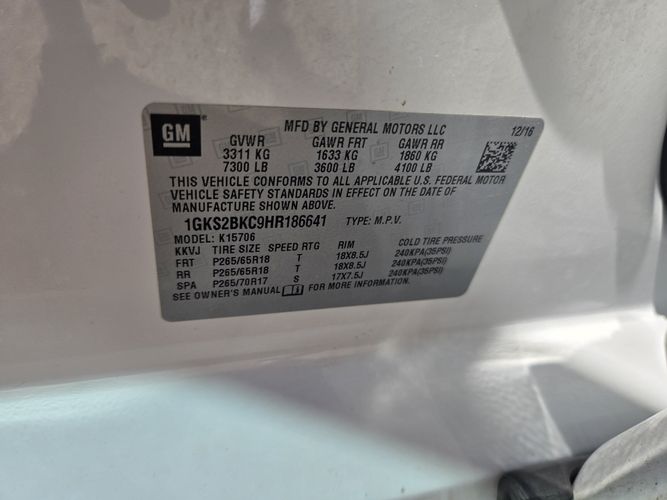 GM
MFD BY GENERAL MOTORS LLC 12/16
GVWR GAWR FRT GAWR RR
3311 KG 1633 KG 1860 KG
7300 LB 3600 LB 4100 LB
THIS VEHICLE CONFORMS TO ALL APPLICABLE U.S. FEDERAL MOTOR
VEHICLE SAFETY STANDARDS IN EFFECT ON THE DATE OF
MANUFACTURE SHOWN ABOVE.
1GKS2BKC9HR186641 TYPE: M.P.V.
MODEL: K15706
KKVJ TIRE SIZE SPEED RTG RIM COLD TIRE PRESSURE
FRT P265/65R18 T 18X8.5J 240KPA(35PSI)
RR P265/65R18 T 18X8.5J 240KPA(35PSI)
SPA P265/70R17 S 17X7.5J 240KPA(35PSI)
SEE OWNER'S MANUAL FOR MORE INFORMATION